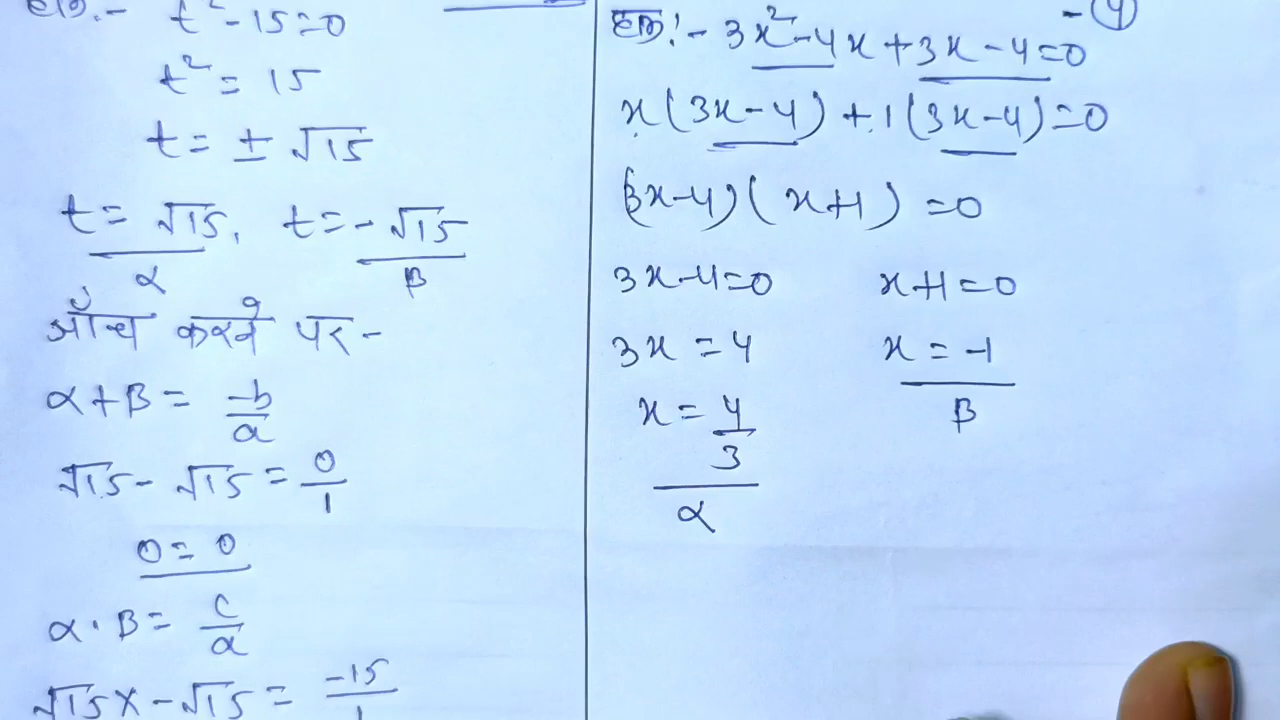 हल:- t² - 15 = 0
t² = 15
t = ± √15
t = √15, t = - √15
α β
जाँच करने पर -
α + β = -b/a
√15 - √15 = 0/1
0 = 0
α · β = c/a
√15 × - √15 = -15/1
- 4
हल:- 3x² - 4x + 3x - 4 = 0
x(3x - 4) + 1(3x - 4) = 0
(3x - 4)(x + 1) = 0
3x - 4 = 0 x + 1 = 0
3x = 4 x = -1
x = 4/3 β
α